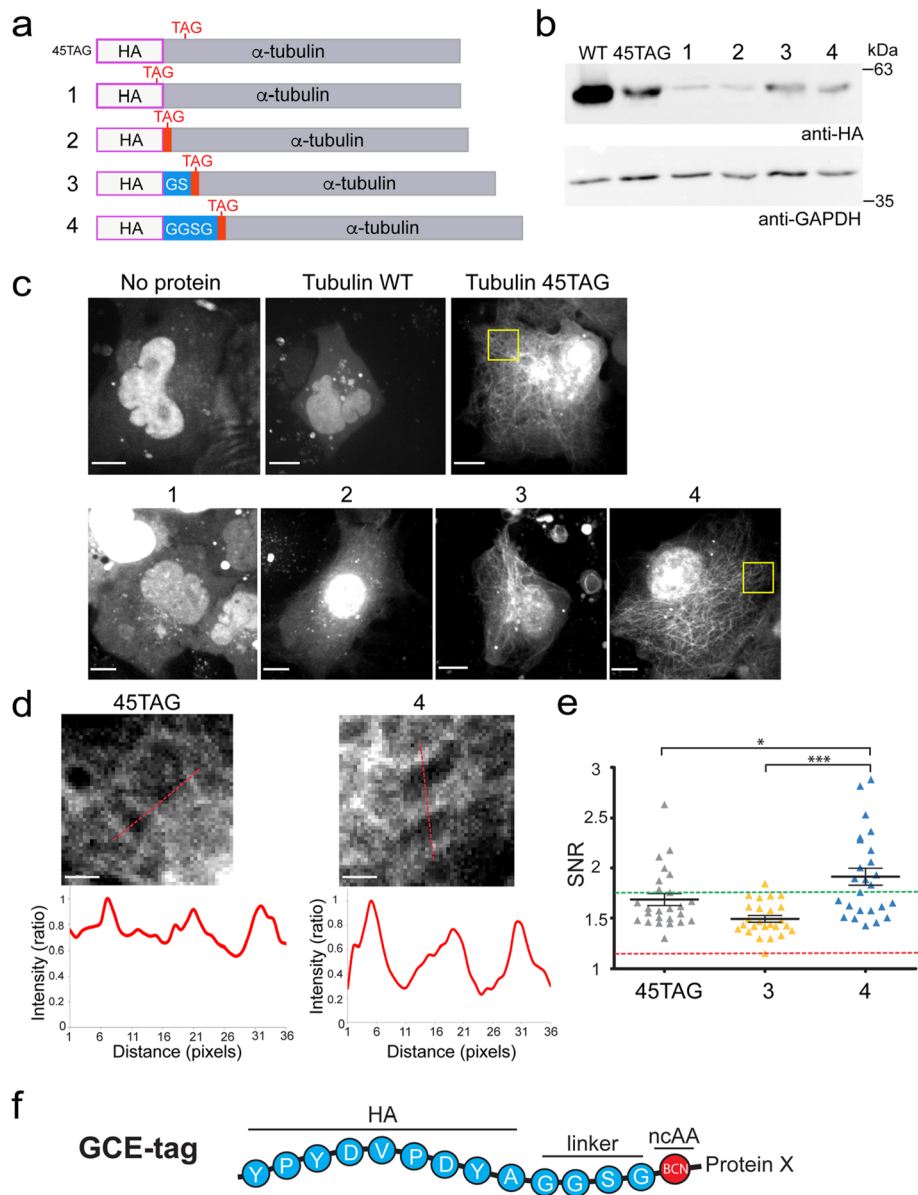 a
TAG
45TAG HA α-tubulin
TAG
1 HA α-tubulin
TAG
2 HA α-tubulin
TAG
3 HA GS α-tubulin
TAG
4 HA GGSG α-tubulin
b
WT 45TAG 1 2 3 4 kDa
63
anti-HA
35
anti-GAPDH
c
No protein Tubulin WT Tubulin 45TAG
1 2 3 4
d
45TAG 4
Intensity (ratio)
1
0.8
0.6
0.4
0.2
0
1 6 11 16 21 26 31 36
Distance (pixels)
Intensity (ratio)
1
0.8
0.6
0.4
0.2
0
1 6 11 16 21 26 31 36
Distance (pixels)
e
*
***
SNR
3
2.5
2
1.5
1
45TAG 3 4
f
GCE-tag
HA linker ncAA
Y P Y D V P D Y A G G S G BCN Protein X